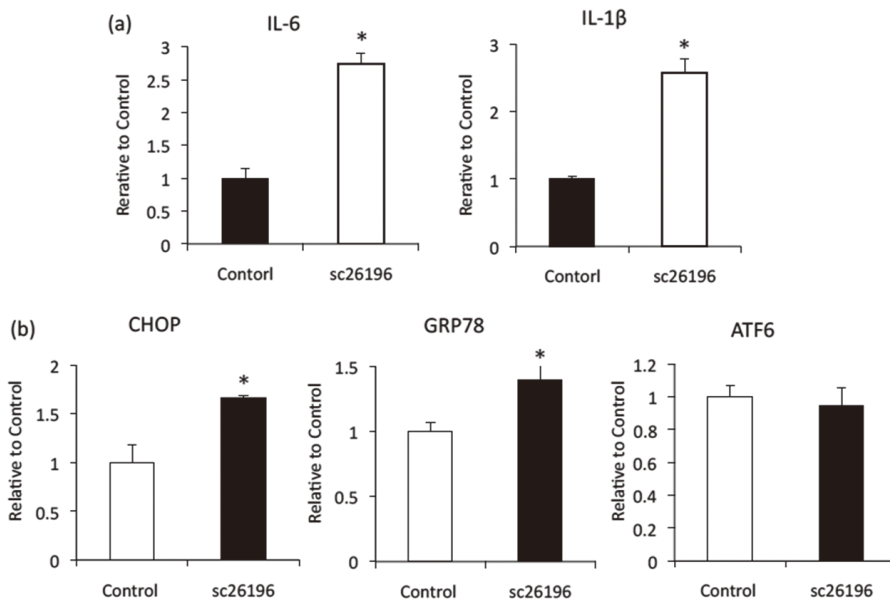 (a)
IL-6
*
Rerative to Control
3
2.5
2
1.5
1
0.5
0
Contorl
sc26196
IL-1β
*
Rerative to Control
3
2
1
0
Contorl
sc26196
(b)
CHOP
*
Relative to Control
2
1.5
1
0.5
0
Control
sc26196
GRP78
*
Relative to Control
1.5
1
0.5
0
Control
sc26196
ATF6
Relative to Control
1.2
1
0.8
0.6
0.4
0.2
0
Control
sc26196